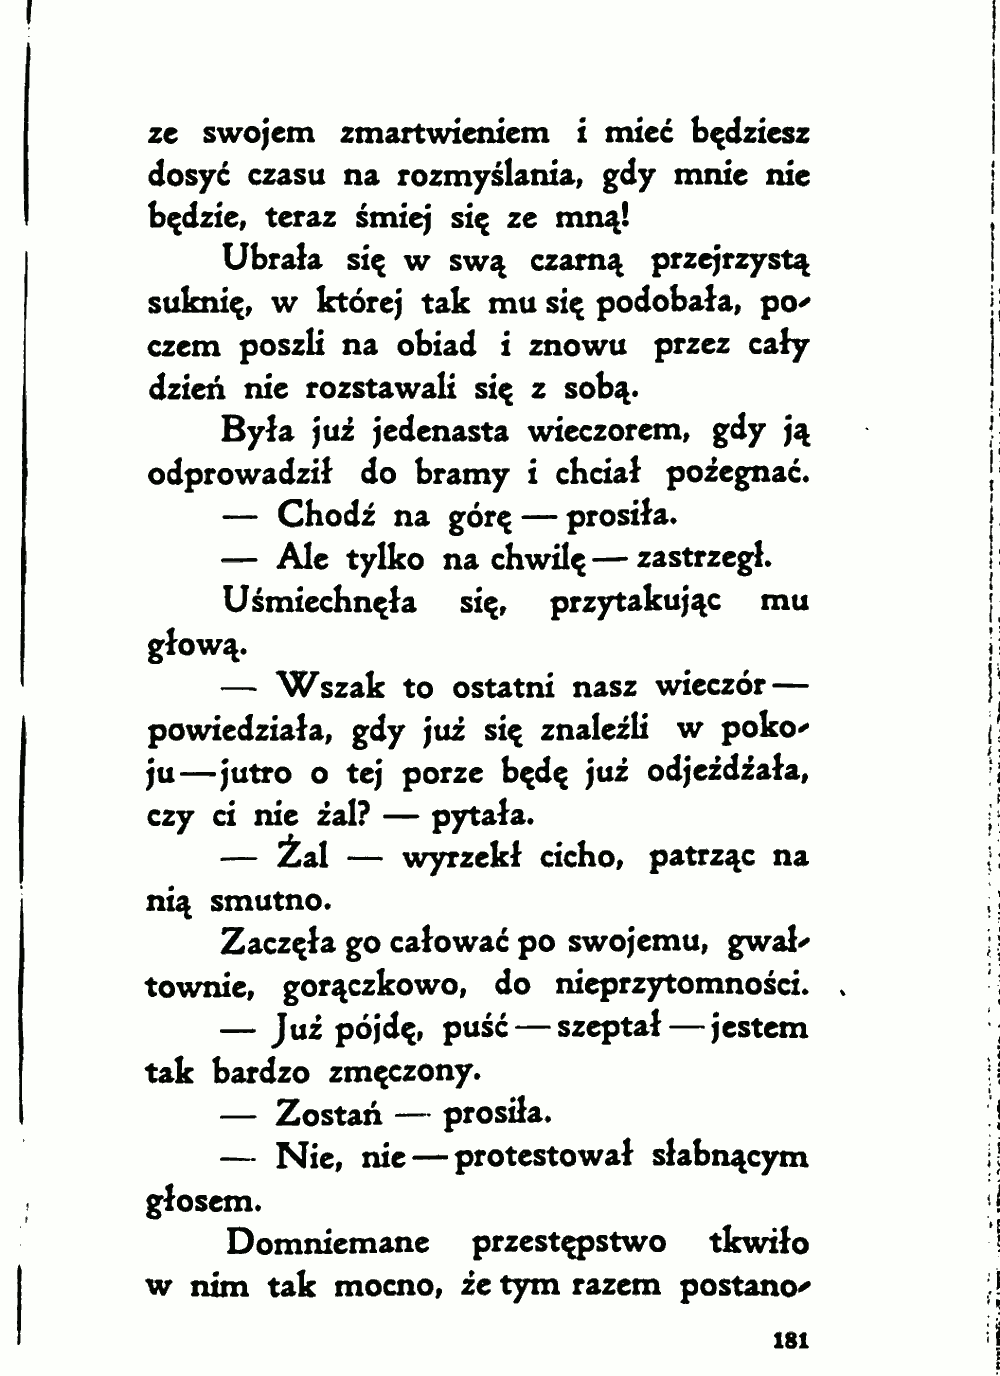 ze swojem zmartwieniem i mieć będziesz
dosyć czasu na rozmyślania, gdy mnie nie
będzie, teraz śmiej się ze mną!
Ubrała się w swą czarną przejrzystą
suknię, w której tak mu się podobała, po-
czem poszli na obiad i znowu przez cały
dzień nie rozstawali się z sobą.
Była już jedenasta wieczorem, gdy ją
odprowadził do bramy i chciał pożegnać.
— Chodź na górę — prosiła.
— Ale tylko na chwilę — zastrzegł.
Uśmiechnęła się, przytakując mu
głową.
— Wszak to ostatni nasz wieczór —
powiedziała, gdy już się znaleźli w poko-
ju — jutro o tej porze będę już odjeżdżała,
czy ci nie żal? — pytała.
— Żal — wyrzekł cicho, patrząc na
nią smutno.
Zaczęła go całować po swojemu, gwał-
townie, gorączkowo, do nieprzytomności.
— Już pójdę, puść — szeptał — jestem
tak bardzo zmęczony.
— Zostań — prosiła.
— Nie, nie — protestował słabnącym
głosem.
Domniemane przestępstwo tkwiło
w nim tak mocno, że tym razem postano-
181